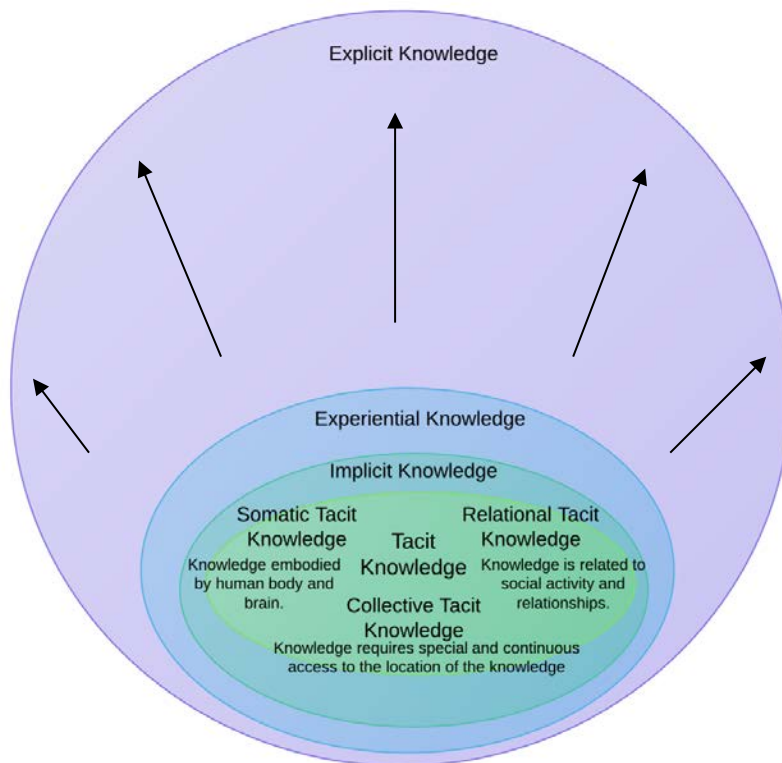 Explicit Knowledge
Experiential Knowledge
Implicit Knowledge
Somatic Tacit
Knowledge
Knowledge embodied
by human body and
brain.
Tacit
Knowledge
Relational Tacit
Knowledge
Knowledge is related to
social activity and
relationships.
Collective Tacit
Knowledge
Knowledge requires special and continuous
access to the location of the knowledge